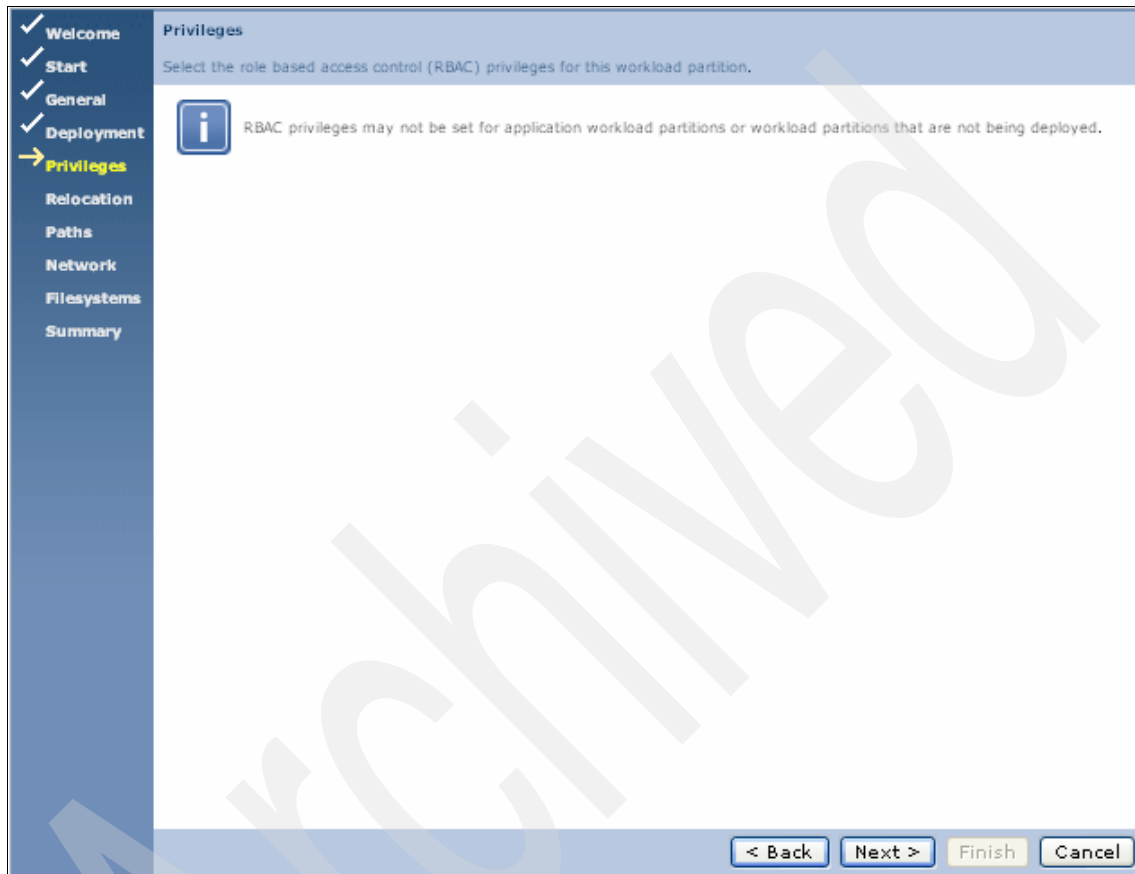 Welcome
Start
General
Deployment
Privileges
Relocation
Paths
Network
Filesystems
Summary
Privileges
Select the role based access control (RBAC) privileges for this workload partition.
i
RBAC privileges may not be set for application workload partitions or workload partitions that are not being deployed.
Archived
< Back Next > Finish Cancel